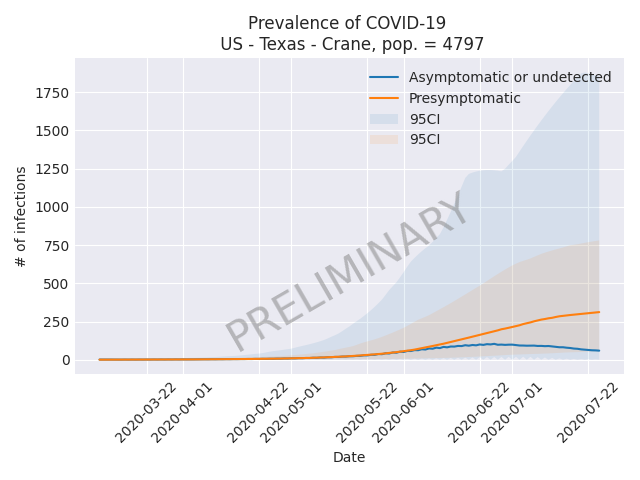 Prevalence of COVID-19
US - Texas - Crane, pop. = 4797
Asymptomatic or undetected
Presymptomatic
95CI
95CI
1750
1500
1250
1000
750
500
250
0
# of infections
PRELIMINARY
2020-03-22
2020-04-01
2020-04-22
2020-05-01
2020-05-22
2020-06-01
2020-06-22
2020-07-01
2020-07-22
Date